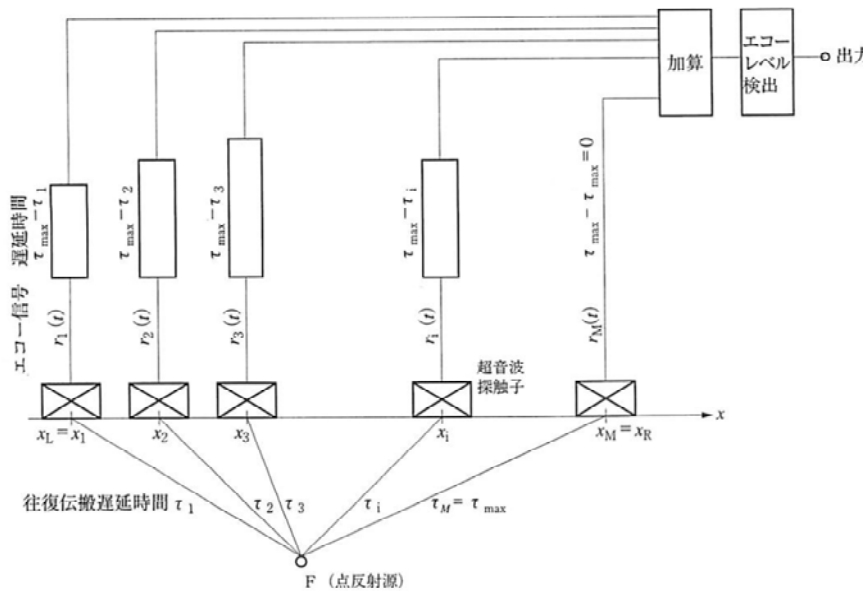 加算
エコー
レベル
検出
出力
遅延時間
τmax−τ1
τmax−τ2
τmax−τ3
τmax−τi
τmax−τmax=0
エコー信号
r1(t)
r2(t)
r3(t)
ri(t)
rM(t)
超音波
探触子
xL=x1
x2
x3
xi
xM=xR
x
往復伝搬遅延時間 τ1
τ2
τ3
τi
τM=τmax
F (点反射源)